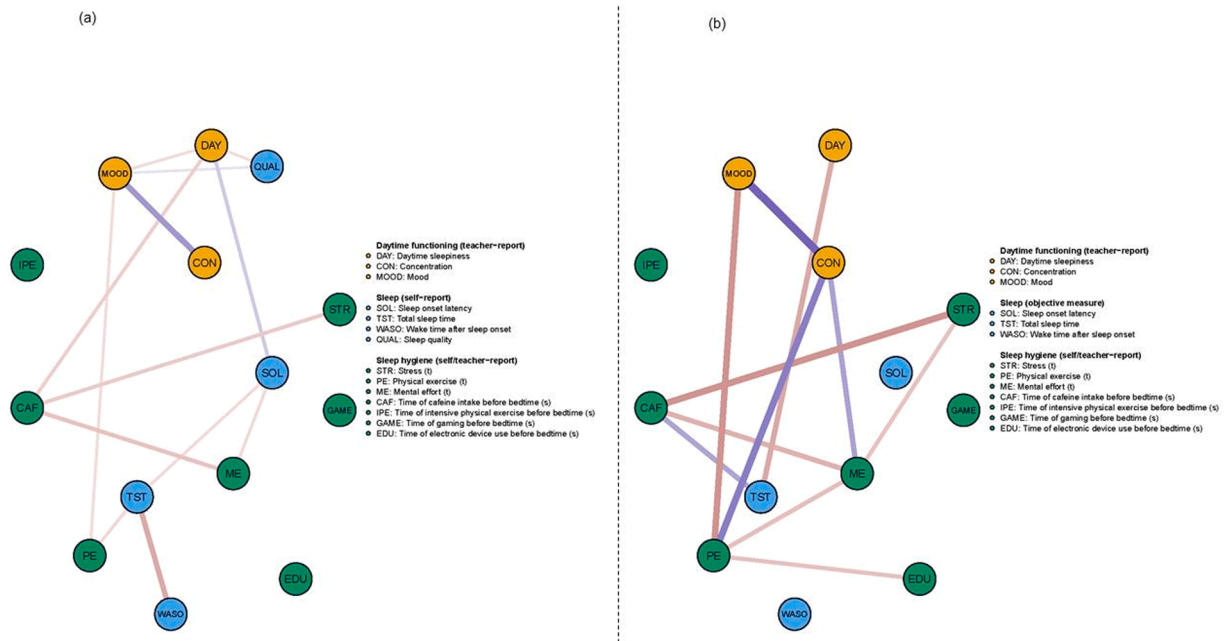 (a)
DAY
QUAL
MOOD
CON
IPE
STR
SOL
CAF
GAME
ME
TST
PE
EDU
WASO
Daytime functioning (teacher-report)
DAY: Daytime sleepiness
CON: Concentration
MOOD: Mood
Sleep (self-report)
SOL: Sleep onset latency
TST: Total sleep time
WASO: Wake time after sleep onset
QUAL: Sleep quality
Sleep hygiene (self/teacher-report)
STR: Stress (t)
PE: Physical exercise (t)
ME: Mental effort (t)
CAF: Time of cafeine intake before bedtime (s)
IPE: Time of intensive physical exercise before bedtime (s)
GAME: Time of gaming before bedtime (s)
EDU: Time of electronic device use before bedtime (s)
(b)
DAY
MOOD
CON
IPE
STR
SOL
CAF
GAME
ME
TST
PE
EDU
WASO
Daytime functioning (teacher-report)
DAY: Daytime sleepiness
CON: Concentration
MOOD: Mood
Sleep (objective measure)
SOL: Sleep onset latency
TST: Total sleep time
WASO: Wake time after sleep onset
Sleep hygiene (self/teacher-report)
STR: Stress (t)
PE: Physical exercise (t)
ME: Mental effort (t)
CAF: Time of cafeine intake before bedtime (s)
IPE: Time of intensive physical exercise before bedtime (s)
GAME: Time of gaming before bedtime (s)
EDU: Time of electronic device use before bedtime (s)